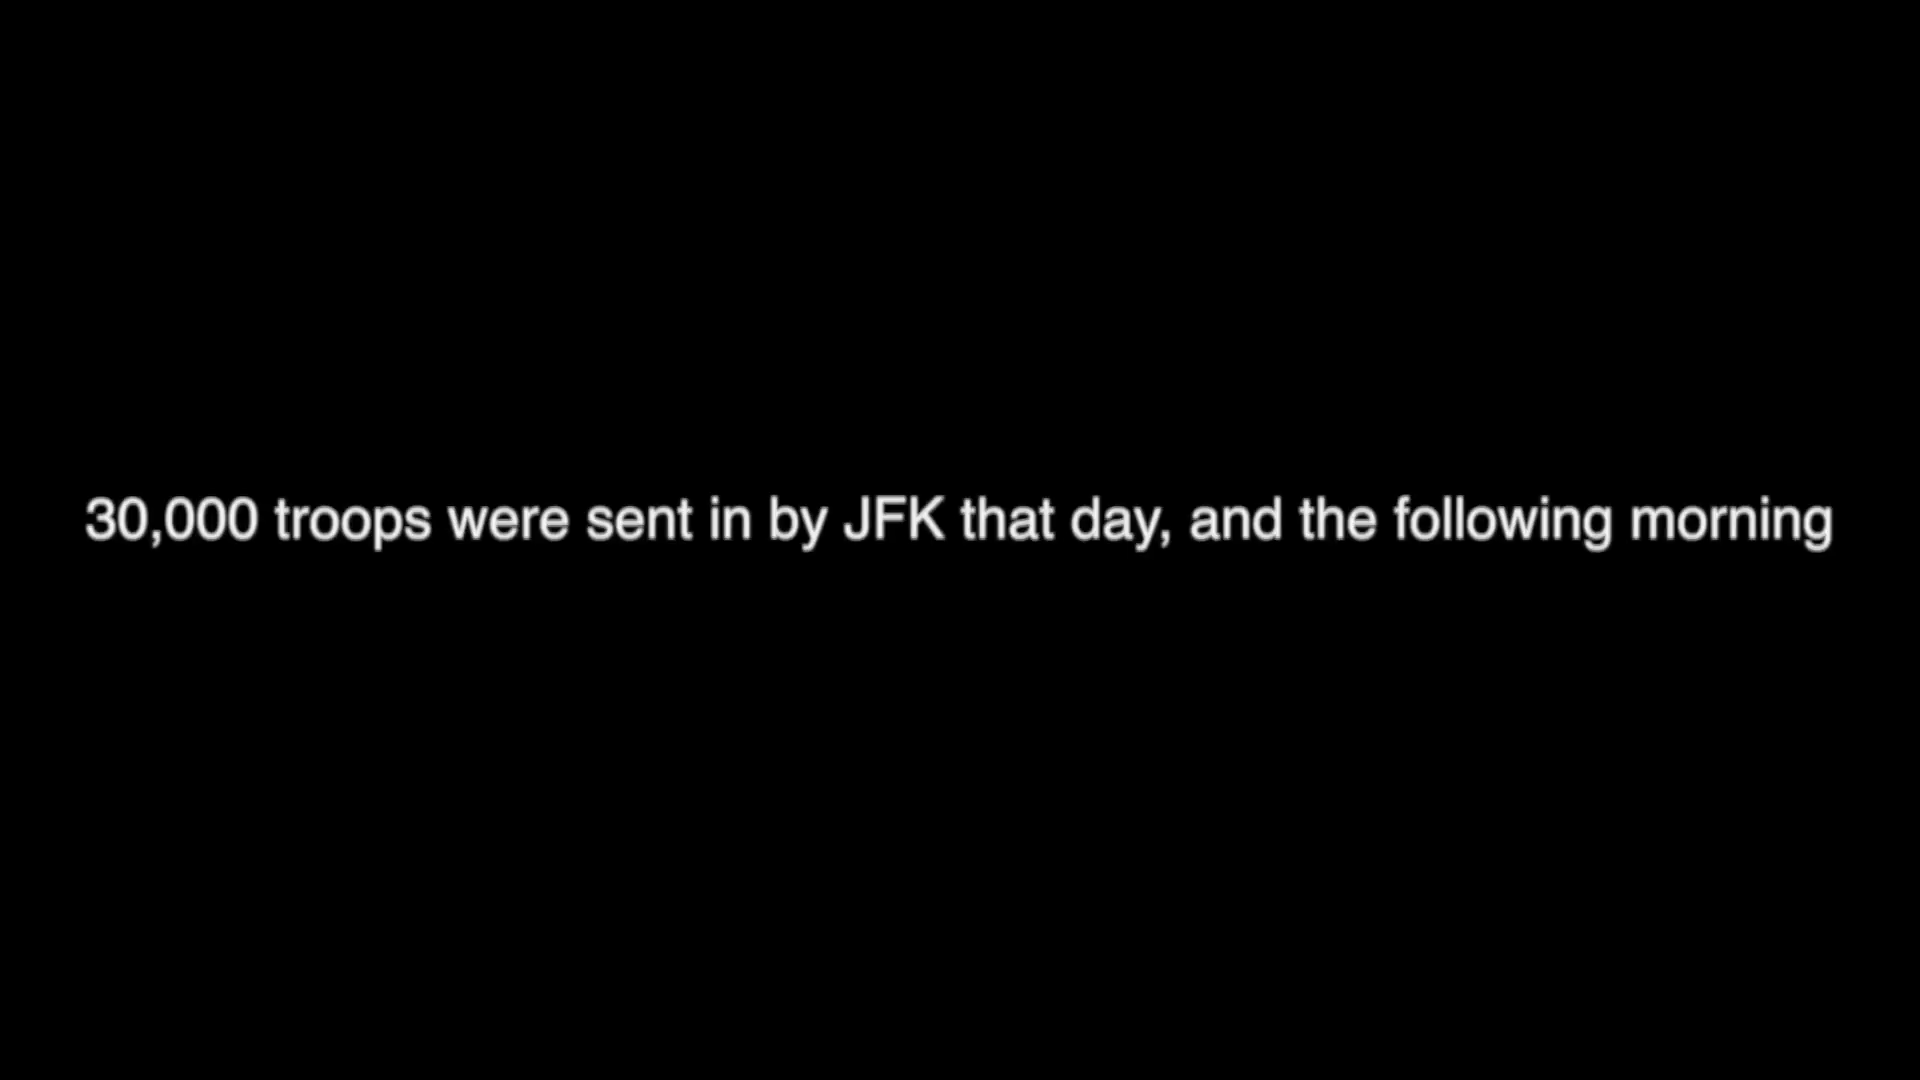 30,000 troops were sent in by JFK that day, and the following morning